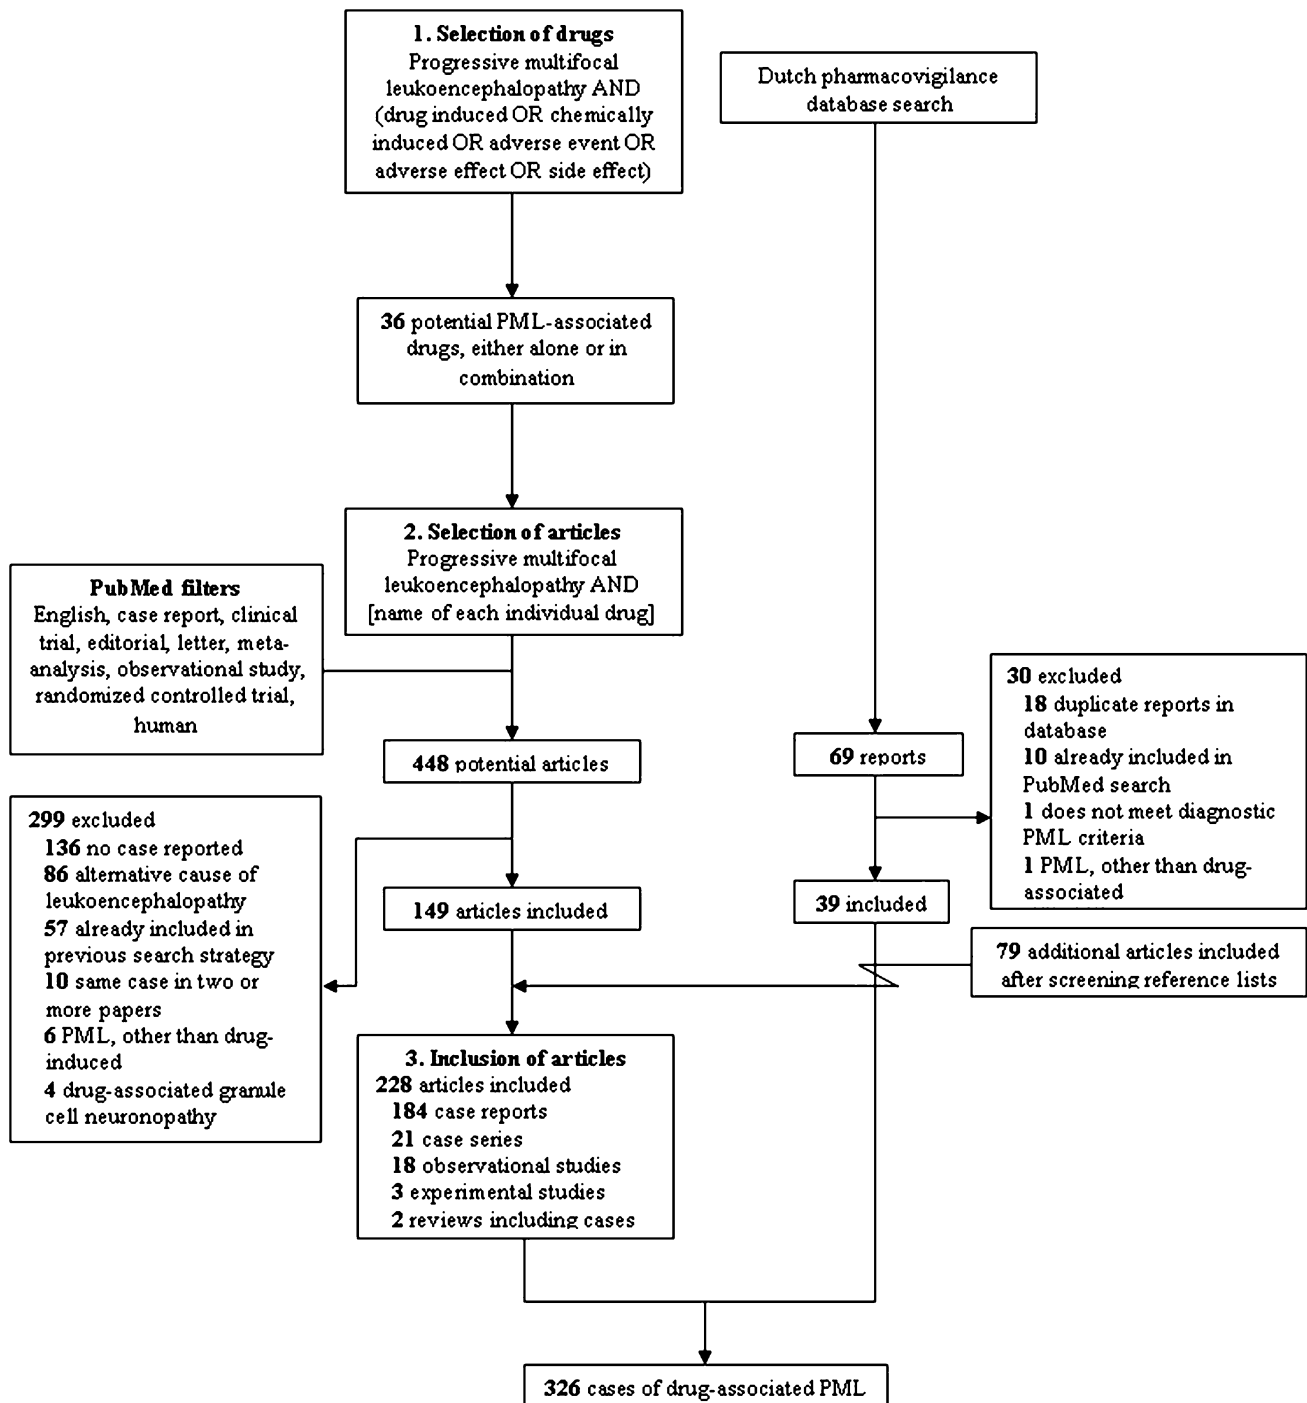 1. Selection of drugs
Progressive multifocal
leukoencephalopathy AND
(drug induced OR chemically
induced OR adverse event OR
adverse effect OR side effect)
Dutch pharmacovigilance
database search
36 potential PML-associated
drugs, either alone or in
combination
2. Selection of articles
Progressive multifocal
leukoencephalopathy AND
[name of each individual drug]
PubMed filters
English, case report, clinical
trial, editorial, letter, meta-
analysis, observational study,
randomized controlled trial,
human
448 potential articles
69 reports
30 excluded
18 duplicate reports in
database
10 already included in
PubMed search
1 does not meet diagnostic
PML criteria
1 PML, other than drug-
associated
299 excluded
136 no case reported
86 alternative cause of
leukoencephalopathy
57 already included in
previous search strategy
10 same case in two or
more papers
6 PML, other than drug-
induced
4 drug-associated granule
cell neuronopathy
149 articles included
39 included
79 additional articles included
after screening reference lists
3. Inclusion of articles
228 articles included
184 case reports
21 case series
18 observational studies
3 experimental studies
2 reviews including cases
326 cases of drug-associated PML